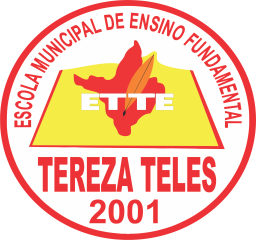 ESCOLA MUNICIPAL DE ENSINO FUNDAMENTAL
ETTE
TEREZA TELES
2001